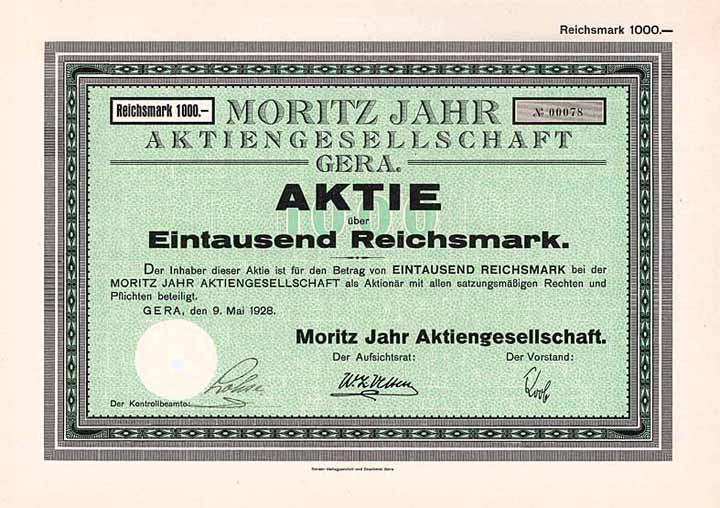 Reichsmark 1000.—
Reichsmark 1000.—
MORITZ JAHR
№ 00078
AKTIENGESELLSCHAFT
GERA.
1000
AKTIE
über
Eintausend Reichsmark.
Der Inhaber dieser Aktie ist für den Betrag von EINTAUSEND REICHSMARK bei der
MORITZ JAHR AKTIENGESELLSCHAFT als Aktionär mit allen satzungsmäßigen Rechten und
Pflichten beteiligt.
GERA, den 9. Mai 1928.
Moritz Jahr Aktiengesellschaft.
Der Aufsichtsrat:
Der Vorstand:
Der Kontrollbeamte: